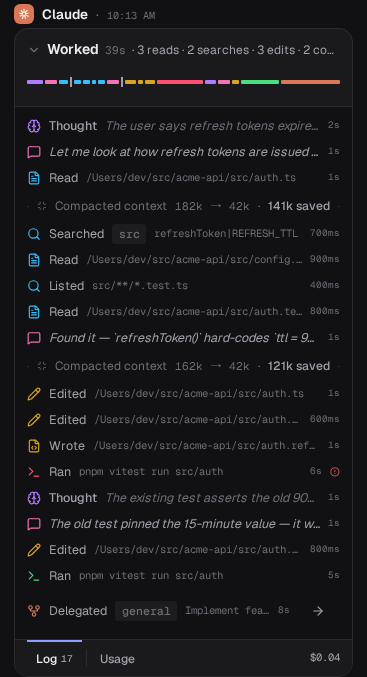 Claude · 10:13 AM
Worked 39s · 3 reads · 2 searches · 3 edits · 2 co…
Thought The user says refresh tokens expire… 2s
Let me look at how refresh tokens are issued … 1s
Read /Users/dev/src/acme-api/src/auth.ts 1s
Compacted context 182k → 42k · 141k saved
Searched src refreshToken|REFRESH_TTL 700ms
Read /Users/dev/src/acme-api/src/config.… 900ms
Listed src/**/*.test.ts 400ms
Read /Users/dev/src/acme-api/src/auth.te… 800ms
Found it — `refreshToken()` hard-codes `ttl = 9… 1s
Compacted context 162k → 42k · 121k saved
Edited /Users/dev/src/acme-api/src/auth.ts 1s
Edited /Users/dev/src/acme-api/src/auth.… 600ms
Wrote /Users/dev/src/acme-api/src/auth.ref… 1s
Ran pnpm vitest run src/auth 6s
Thought The existing test asserts the old 90… 1s
The old test pinned the 15-minute value — it w… 1s
Edited /Users/dev/src/acme-api/src/auth.… 800ms
Ran pnpm vitest run src/auth 5s
Delegated general Implement fea… 8s →
Log 17 Usage $0.04